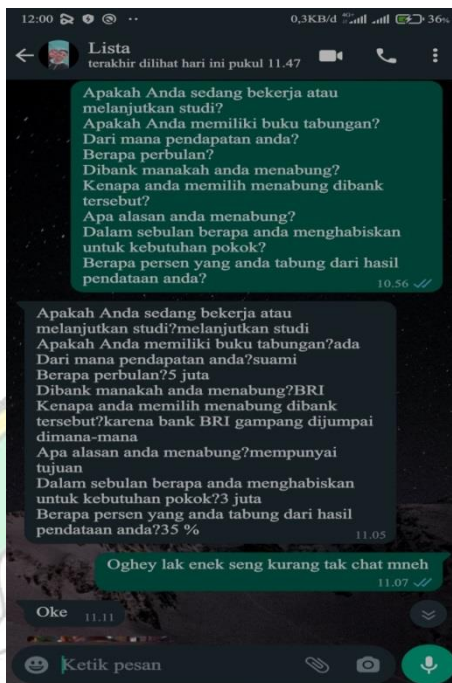 12:00 0,3KB/d 36%
Lista
terakhir dilihat hari ini pukul 11.47
Apakah Anda sedang bekerja atau
melanjutkan studi?
Apakah Anda memiliki buku tabungan?
Dari mana pendapatan anda?
Berapa perbulan?
Dibank manakah anda menabung?
Kenapa anda memilih menabung dibank
tersebut?
Apa alasan anda menabung?
Dalam sebulan berapa anda menghabiskan
untuk kebutuhan pokok?
Berapa persen yang anda tabung dari hasil
pendataan anda?
10.56
Apakah Anda sedang bekerja atau
melanjutkan studi?melanjutkan studi
Apakah Anda memiliki buku tabungan?ada
Dari mana pendapatan anda?suami
Berapa perbulan?5 juta
Dibank manakah anda menabung?BRI
Kenapa anda memilih menabung dibank
tersebut?karena bank BRI gampang dijumpai
dimana-mana
Apa alasan anda menabung?mempunyai
tujuan
Dalam sebulan berapa anda menghabiskan
untuk kebutuhan pokok?3 juta
Berapa persen yang anda tabung dari hasil
pendataan anda?35 %
11.05
Oghey lak enek seng kurang tak chat mneh
11.07
Oke 11.11
Ketik pesan